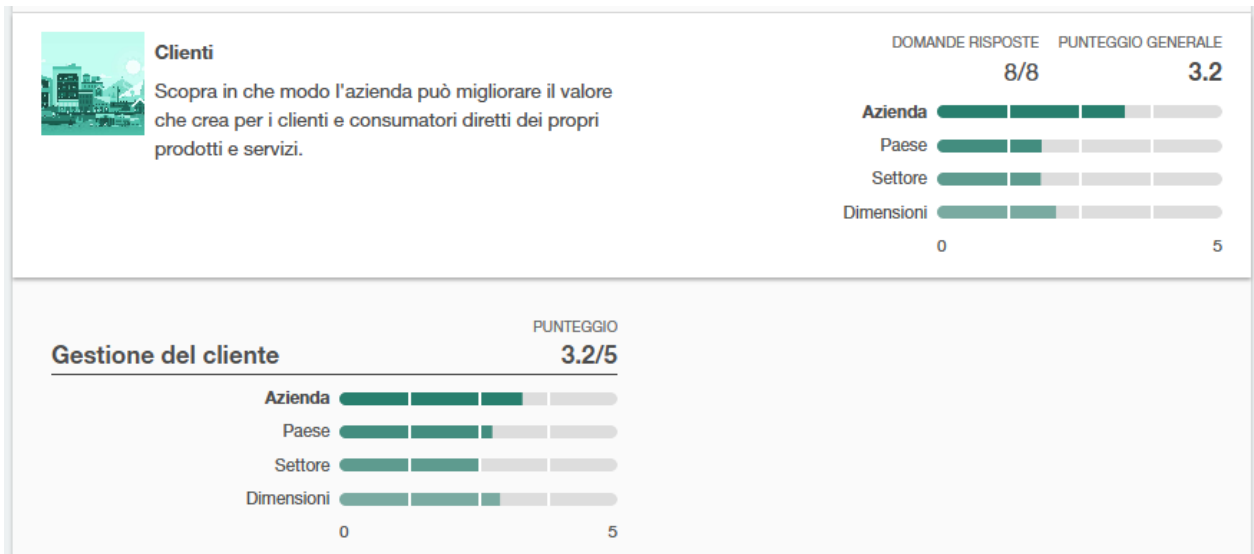 Clienti
Scopra in che modo l'azienda può migliorare il valore
che crea per i clienti e consumatori diretti dei propri
prodotti e servizi.
DOMANDE RISPOSTE PUNTEGGIO GENERALE
8/8 3.2
Azienda
Paese
Settore
Dimensioni
0 5
PUNTEGGIO
Gestione del cliente 3.2/5
Azienda
Paese
Settore
Dimensioni
0 5